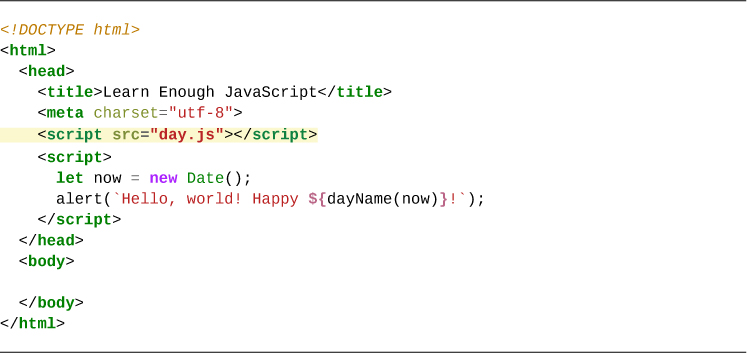 <!DOCTYPE html>
<html>
  <head>
    <title>Learn Enough JavaScript</title>
    <meta charset="utf-8">
    <script src="day.js"></script>
    <script>
      let now = new Date();
      alert(`Hello, world! Happy ${dayName(now)}!`);
    </script>
  </head>
  <body>

  </body>
</html>